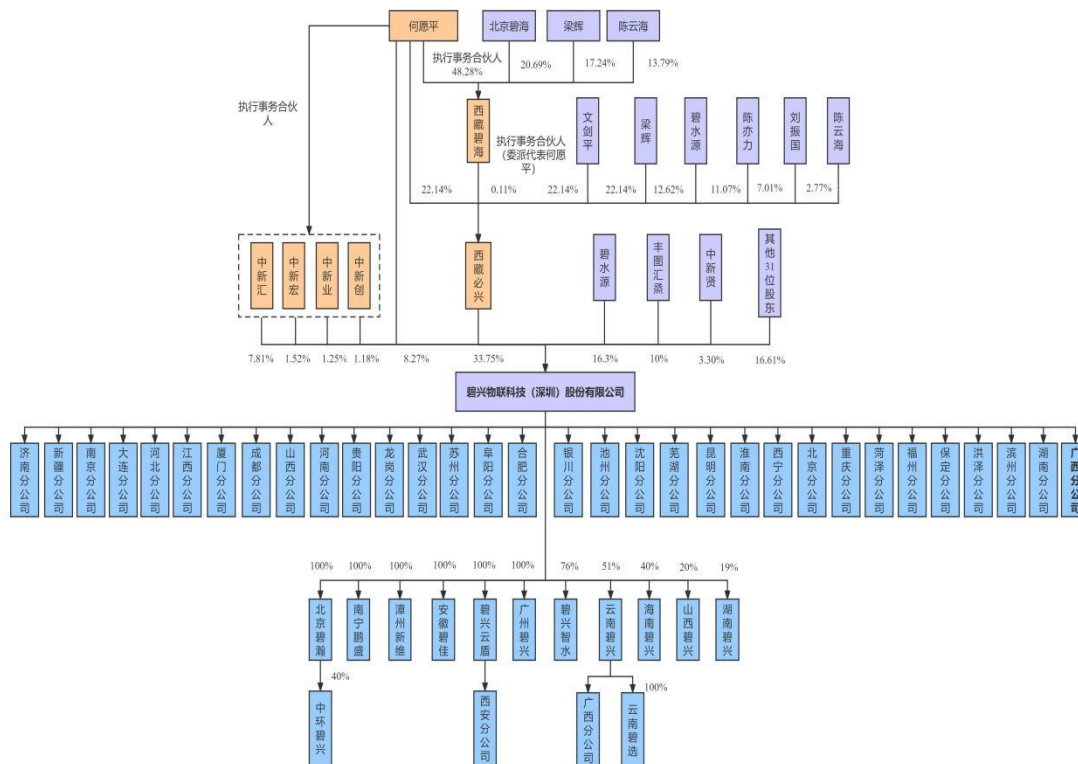 何愿平
北京碧海
梁辉
陈云海
执行事务合伙人
48.28%
20.69%
17.24%
13.79%
执行事务合伙
人
西藏碧海
执行事务合伙人
（委派代表何愿
平）
文剑平
梁辉
碧水源
陈亦力
刘振国
陈云海
22.14%
0.11%
22.14%
22.14%
12.62%
11.07%
7.01%
2.77%
中新汇
中新宏
中新业
中新创
西藏必兴
碧水源
丰图汇烝
中新贤
其他31位股东
7.81%
1.52%
1.25%
1.18%
8.27%
33.75%
16.3%
10%
3.30%
16.61%
碧兴物联科技（深圳）股份有限公司
济南分公司
新疆分公司
南京分公司
大连分公司
河北分公司
江西分公司
厦门分公司
成都分公司
山西分公司
河南分公司
贵阳分公司
龙岗分公司
武汉分公司
苏州分公司
阜阳分公司
合肥分公司
银川分公司
池州分公司
沈阳分公司
芜湖分公司
昆明分公司
淮南分公司
西宁分公司
北京分公司
重庆分公司
菏泽分公司
福州分公司
保定分公司
洪泽分公司
滨州分公司
湖南分公司
广西分公司
100%
100%
100%
100%
100%
100%
76%
51%
40%
20%
19%
北京碧瀚
南宁鹏盛
漳州新维
安徽碧佳
碧兴云盾
广州碧兴
碧兴智水
云南碧兴
海南碧兴
山西碧兴
湖南碧兴
40%
100%
中环碧兴
西安分公司
广西分公司
云南碧选